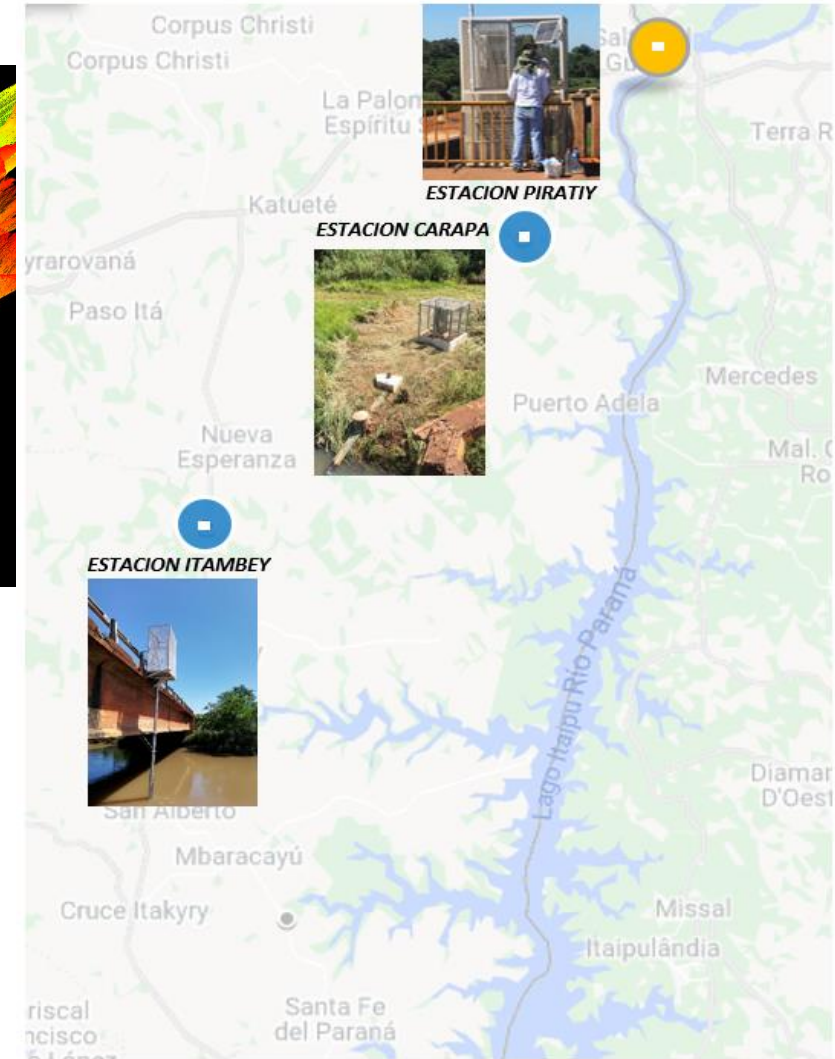 Corpus Christi
Corpus Christi
La Palon
Espíritu
Sal
Gu
Terra R
ESTACION PIRATIY
Katueté
ESTACION CARAPA
yrarovaná
Paso Itá
Mercedes
Puerto Adela
Nueva
Esperanza
Mal. C
Ro
ESTACION ITAMBEY
Lago Itaipu Río Paraná
Diamar
D'Oest
San Alberto
Mbaracayú
Cruce Itakyry
Missal
Itaipulândia
riscal
ncisco
Santa Fe
del Paraná